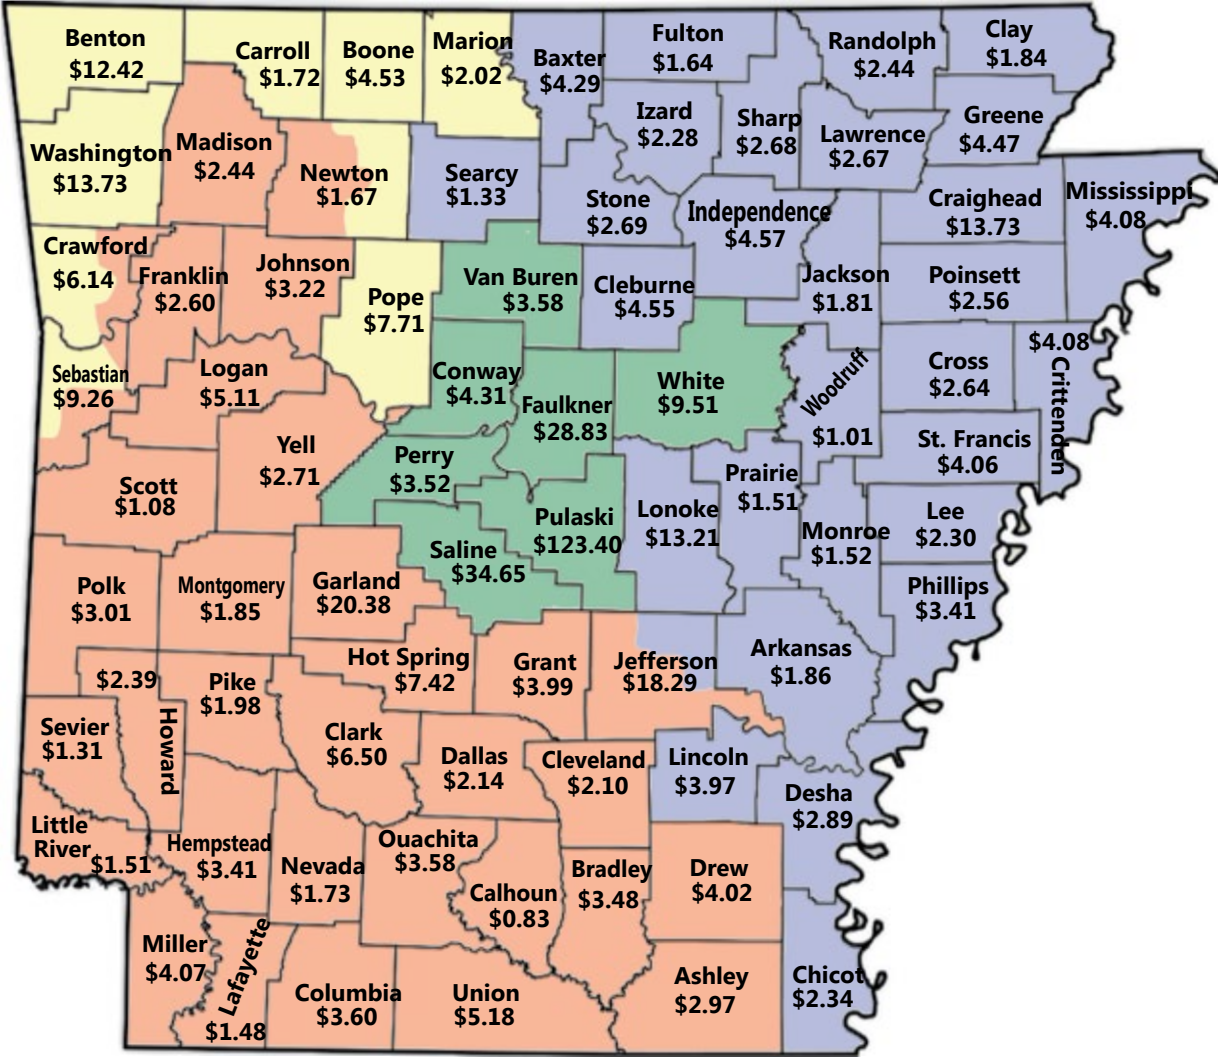 Benton
$12.42
Carroll
$1.72
Boone
$4.53
Marion
$2.02
Baxter
$4.29
Fulton
$1.64
Randolph
$2.44
Clay
$1.84
Washington
$13.73
Madison
$2.44
Newton
$1.67
Searcy
$1.33
Izard
$2.28
Sharp
$2.68
Lawrence
$2.67
Greene
$4.47
Stone
$2.69
Independence
$4.57
Craighead
$13.73
Mississippi
$4.08
Crawford
$6.14
Franklin
$2.60
Johnson
$3.22
Pope
$7.71
Van Buren
$3.58
Cleburne
$4.55
Jackson
$1.81
Poinsett
$2.56
Sebastian
$9.26
Logan
$5.11
Conway
$4.31
Faulkner
$28.83
White
$9.51
Woodruff
$1.01
Cross
$2.64
$4.08
Crittenden
Yell
$2.71
Perry
$3.52
St. Francis
$4.06
Scott
$1.08
Prairie
$1.51
Lonoke
$13.21
Pulaski
$123.40
Monroe
$1.52
Lee
$2.30
Saline
$34.65
Polk
$3.01
Montgomery
$1.85
Garland
$20.38
Phillips
$3.41
Hot Spring
$7.42
Grant
$3.99
Jefferson
$18.29
Arkansas
$1.86
$2.39
Howard
Pike
$1.98
Sevier
$1.31
Clark
$6.50
Dallas
$2.14
Cleveland
$2.10
Lincoln
$3.97
Desha
$2.89
Little
River
$1.51
Hempstead
$3.41
Nevada
$1.73
Ouachita
$3.58
Calhoun
$0.83
Bradley
$3.48
Drew
$4.02
Miller
$4.07
Lafayette
$1.48
Columbia
$3.60
Union
$5.18
Ashley
$2.97
Chicot
$2.34